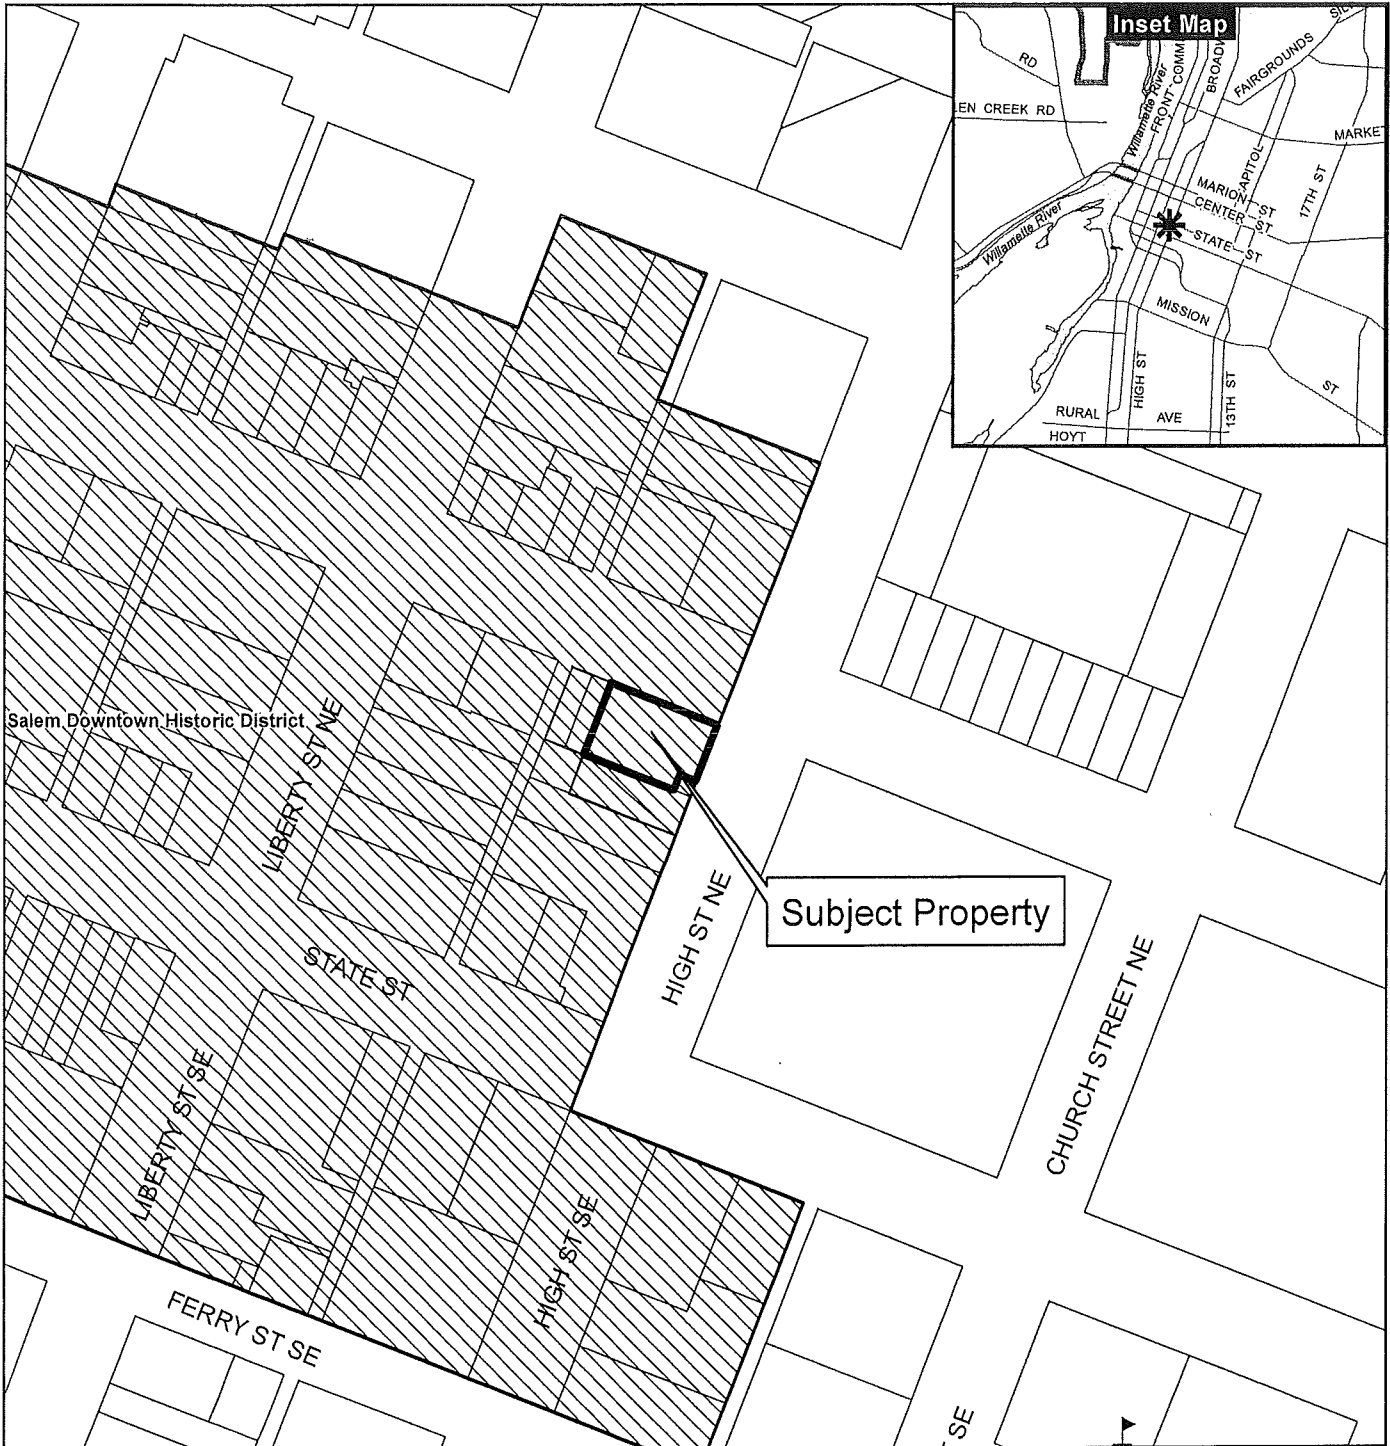 Inset Map
RD
LEN CREEK RD
Willamette River
FRONT
COMM
BROADW
FAIRGROUNDS
SIL
MARKET
CAPITOL
17TH ST
MARION ST
CENTER ST
STATE ST
Willamette River
MISSION
ST
HIGH ST
13TH ST
RURAL AVE
HOYT
Salem Downtown Historic District
LIBERTY ST NE
Subject Property
HIGH ST NE
STATE ST
CHURCH STREET NE
LIBERTY ST SE
HIGH ST SE
FERRY ST SE
SE